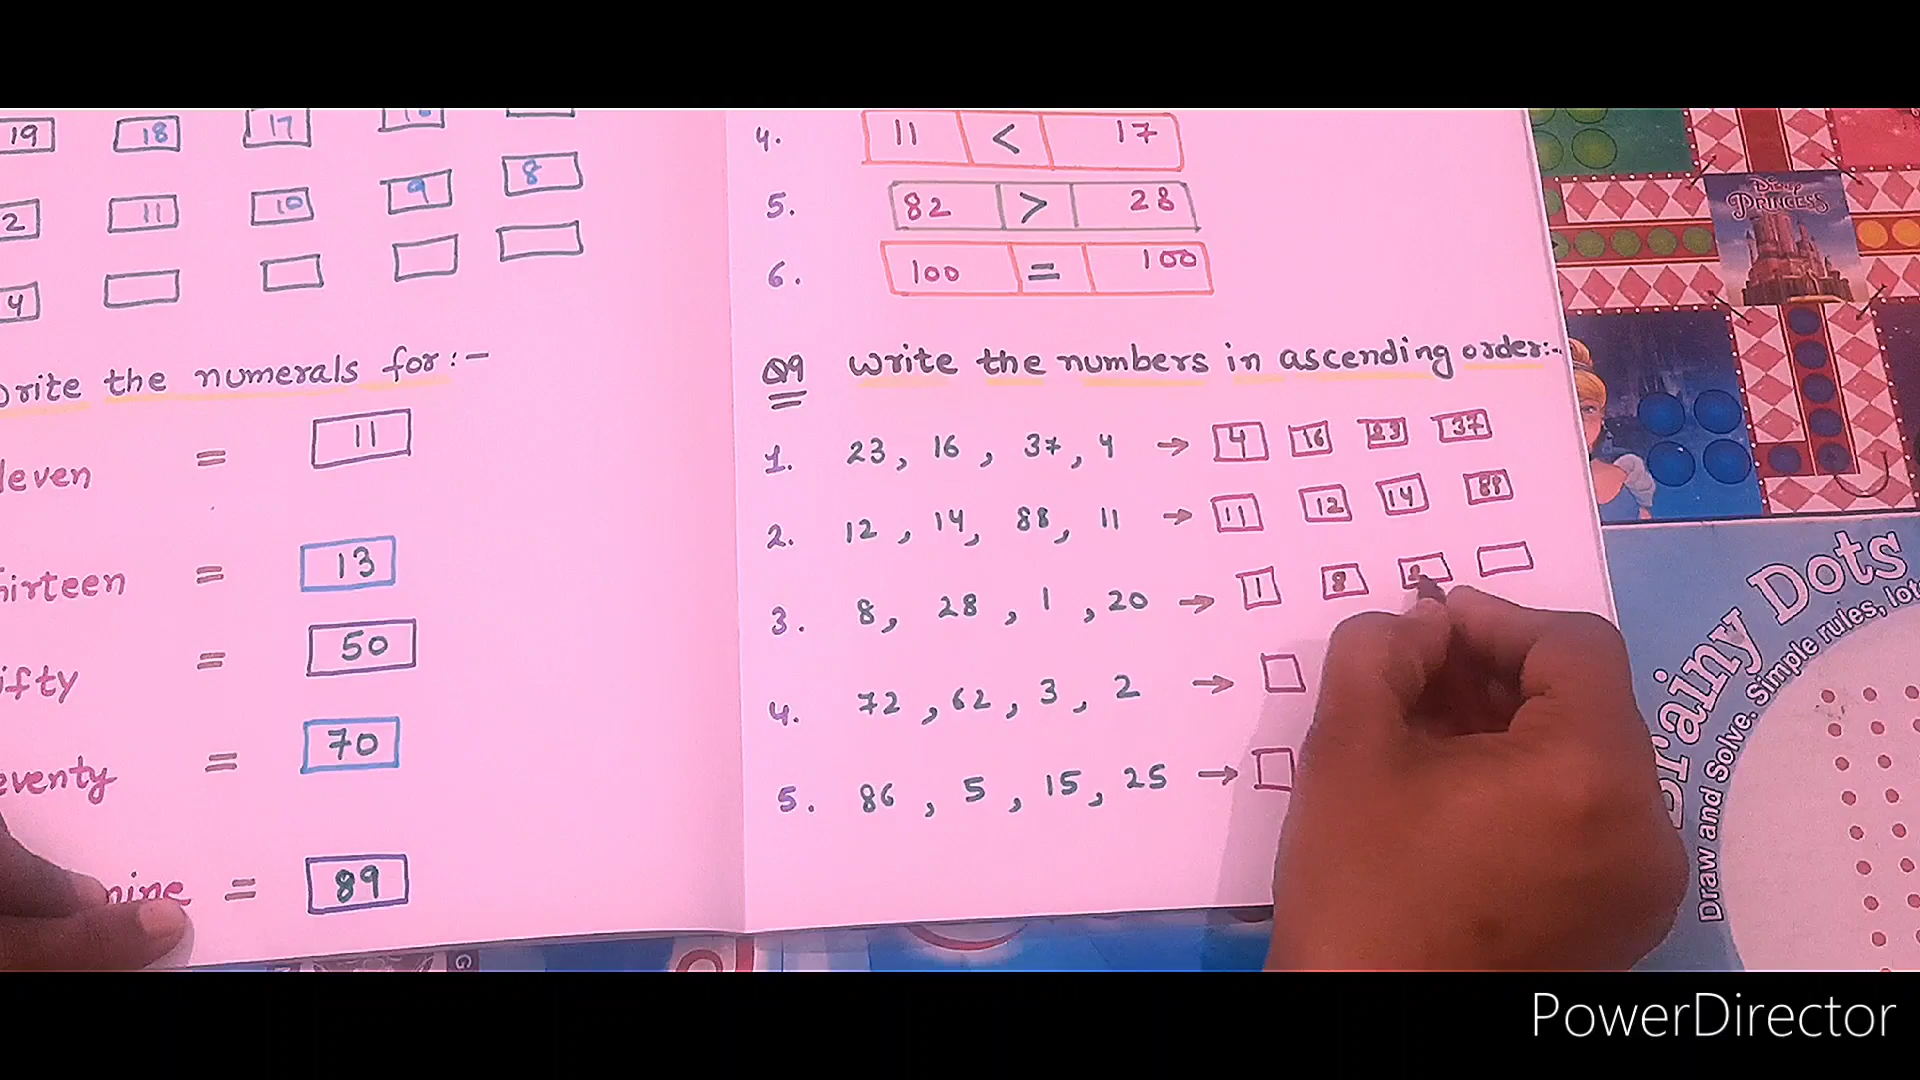 19 18 17
2 11 10 9 8
4
write the numerals for:-
leven = 11
hirteen = 13
ifty = 50
eventy = 70
nine = 89
4. 11 < 17
5. 82 > 28
6. 100 = 100
Q9 Write the numbers in ascending order:-
1. 23, 16, 37, 4 → 4 16 23 37
2. 12, 14, 88, 11 → 11 12 14 88
3. 8, 28, 1, 20 → 1 8
4. 72, 62, 3, 2 →
5. 86, 5, 15, 25 →
Disney
PRINCESS
Brainy Dots
Draw and Solve. Simple rules, lot
PowerDirector